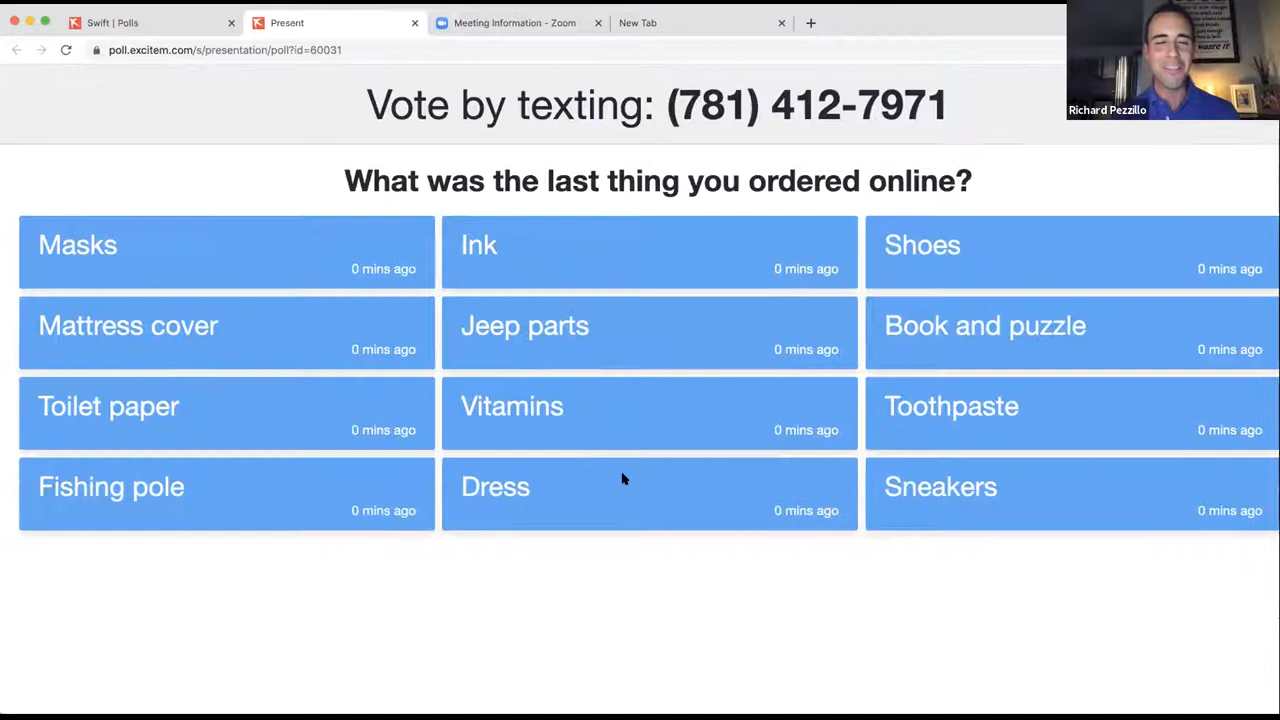 Swift | Polls
Present
Meeting Information - Zoom
New Tab
poll.excitem.com/s/presentation/poll?id=60031
waste it
Richard Pezzillo
Vote by texting: (781) 412-7971
What was the last thing you ordered online?
Masks
0 mins ago
Ink
0 mins ago
Shoes
0 mins ago
Mattress cover
0 mins ago
Jeep parts
0 mins ago
Book and puzzle
0 mins ago
Toilet paper
0 mins ago
Vitamins
0 mins ago
Toothpaste
0 mins ago
Fishing pole
0 mins ago
Dress
0 mins ago
Sneakers
0 mins ago